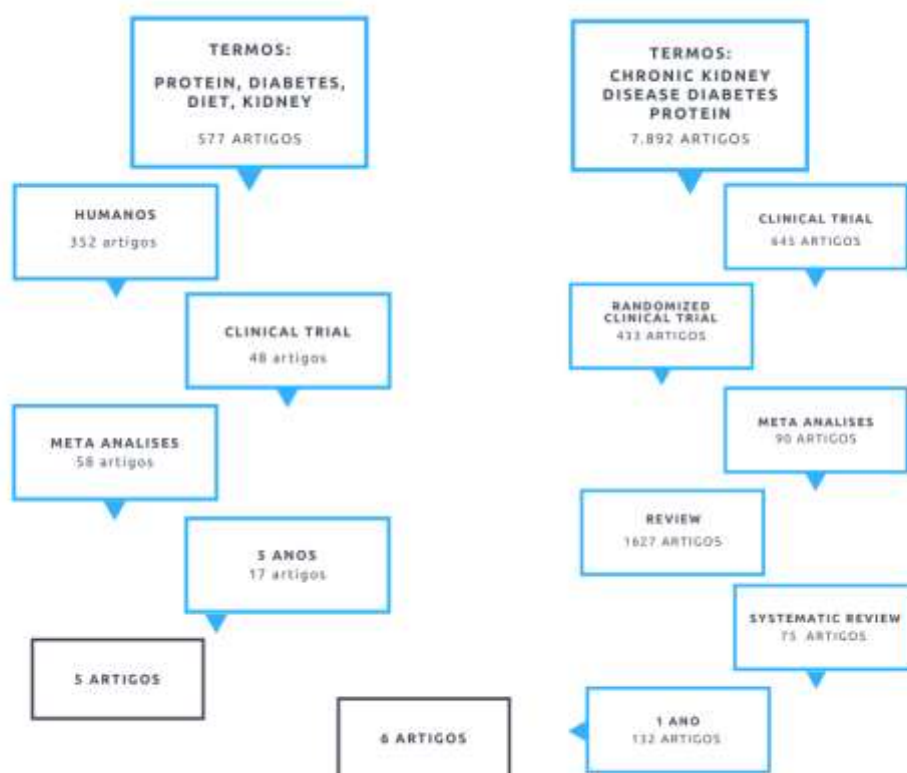 TERMOS:
PROTEIN, DIABETES,
DIET, KIDNEY
577 ARTIGOS
HUMANOS
352 artigos
CLINICAL TRIAL
48 artigos
META ANALISES
58 artigos
5 ANOS
17 artigos
5 ARTIGOS
TERMOS:
CHRONIC KIDNEY
DISEASE DIABETES
PROTEIN
7.892 ARTIGOS
CLINICAL TRIAL
645 ARTIGOS
RANDOMIZED
CLINICAL TRIAL
433 ARTIGOS
META ANALISES
90 ARTIGOS
REVIEW
1627 ARTIGOS
SYSTEMATIC REVIEW
75 ARTIGOS
1 ANO
132 ARTIGOS
6 ARTIGOS